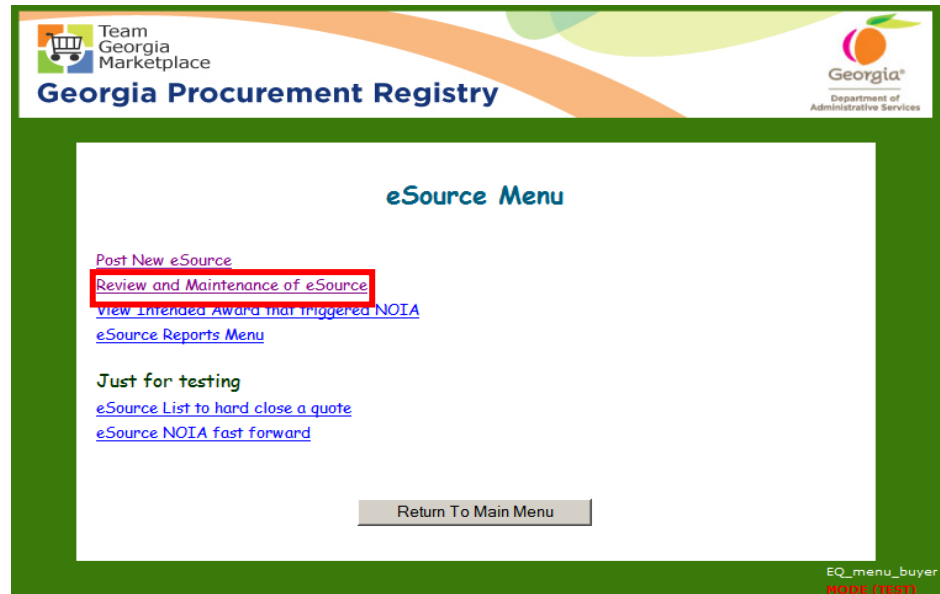 Team
Georgia
Marketplace
Georgia Procurement Registry
Georgia®
Department of
Administrative Services
eSource Menu
Post New eSource
Review and Maintenance of eSource
View Intended Award that triggered NOIA
eSource Reports Menu
Just for testing
eSource List to hard close a quote
eSource NOIA fast forward
Return To Main Menu
EQ_menu_buyer
MODE (TEST)